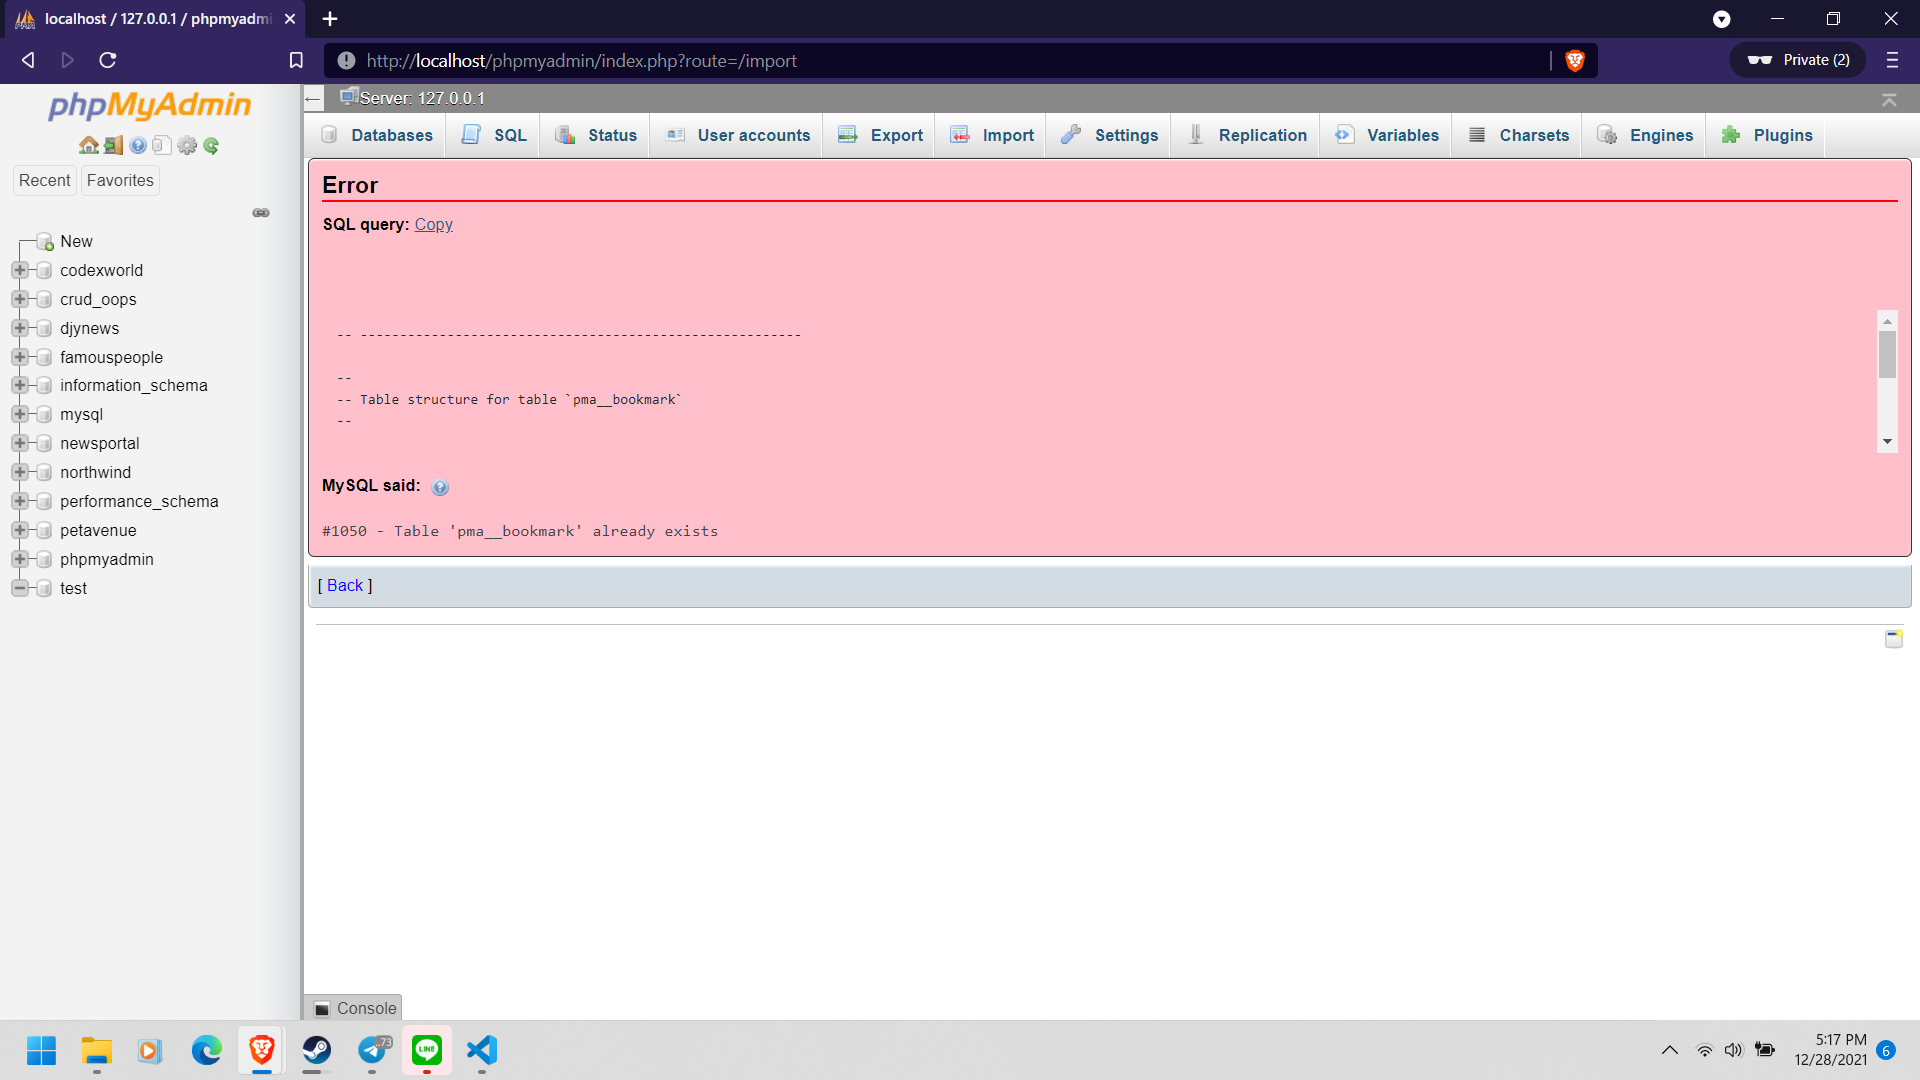 localhost / 127.0.0.1 / phpmyadmi
http://localhost/phpmyadmin/index.php?route=/import
Private (2)
phpMyAdmin
Recent
Favorites
New
codexworld
crud_oops
djynews
famouspeople
information_schema
mysql
newsportal
northwind
performance_schema
petavenue
phpmyadmin
test
Server: 127.0.0.1
Databases
SQL
Status
User accounts
Export
Import
Settings
Replication
Variables
Charsets
Engines
Plugins
Error
SQL query: Copy
-- --------------------------------------------------------
--
-- Table structure for table `pma__bookmark`
--
MySQL said:
#1050 - Table 'pma__bookmark' already exists
[ Back ]
Console
..73
LINE
5:17 PM
12/28/2021
6